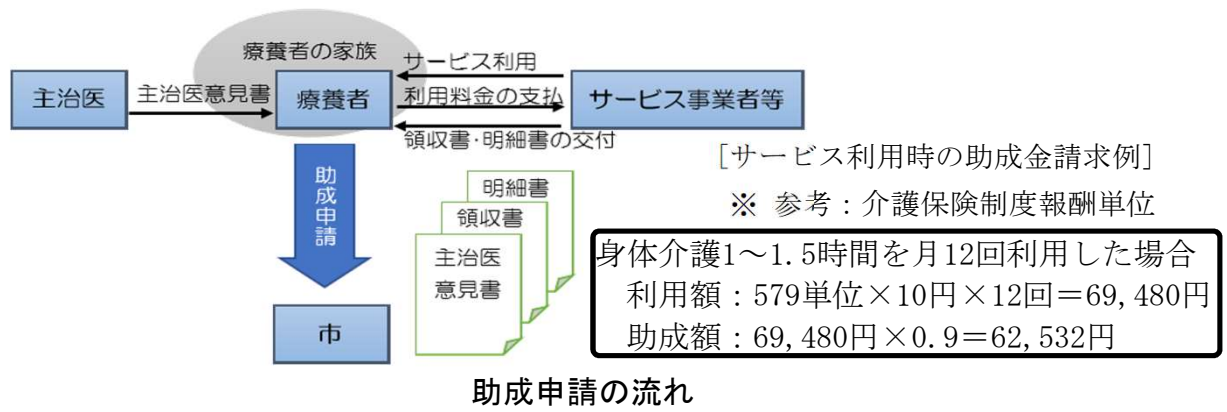 療養者の家族
主治医
主治医意見書
療養者
サービス利用
利用料金の支払
領収書・明細書の交付
サービス事業者等
助成申請
明細書
領収書
主治医
意見書
市
[サービス利用時の助成金請求例]
※ 参考：介護保険制度報酬単位
身体介護1～1.5時間を月12回利用した場合
利用額：579単位×10円×12回＝69,480円
助成額：69,480円×0.9＝62,532円
助成申請の流れ